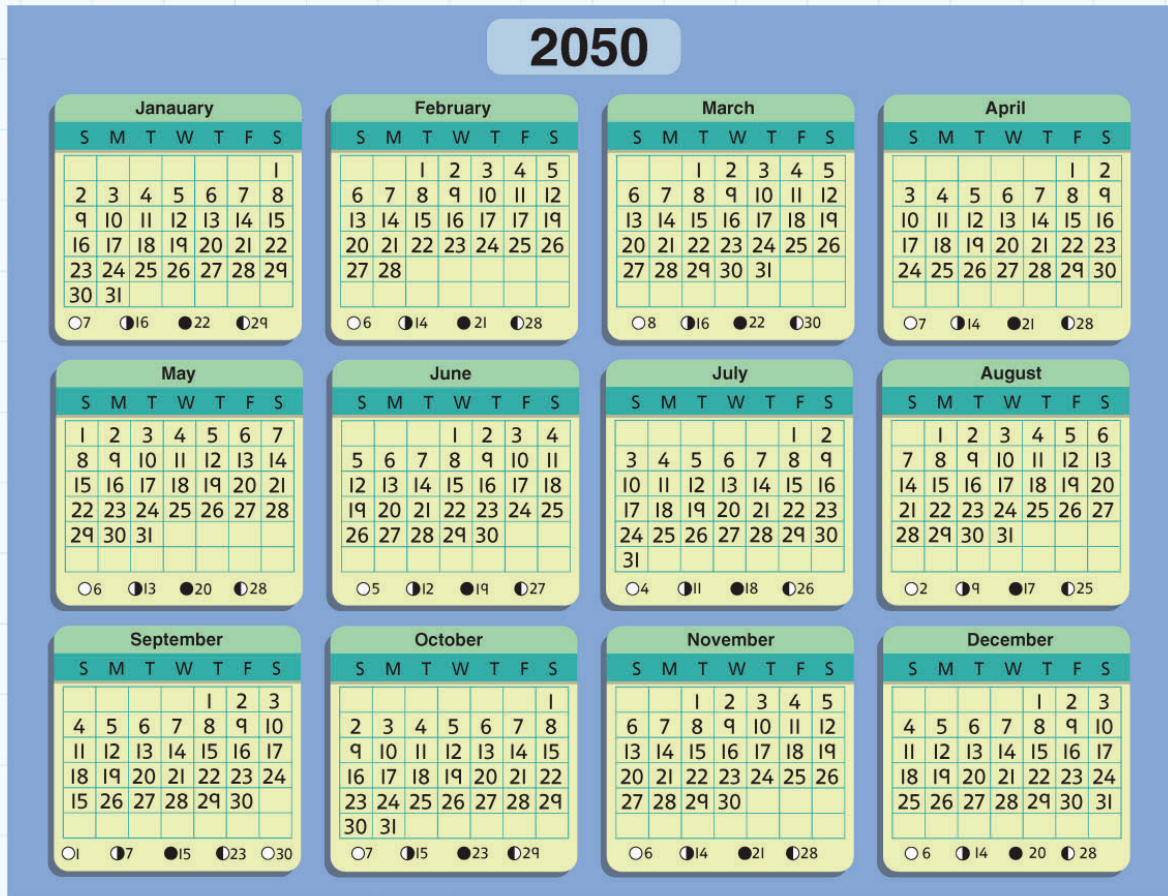 2050
Janauary
S M T W T F S
1
2 3 4 5 6 7 8
9 10 11 12 13 14 15
16 17 18 19 20 21 22
23 24 25 26 27 28 29
30 31
7 16 22 29
February
S M T W T F S
1 2 3 4 5
6 7 8 9 10 11 12
13 14 15 16 17 17 19
20 21 22 23 24 25 26
27 28
6 14 21 28
March
S M T W T F S
1 2 3 4 5
6 7 8 9 10 11 12
13 14 15 16 17 18 19
20 21 22 23 24 25 26
27 28 29 30 31
8 16 22 30
April
S M T W T F S
1 2
3 4 5 6 7 8 9
10 11 12 13 14 15 16
17 18 19 20 21 22 23
24 25 26 27 28 29 30
7 14 21 28
May
S M T W T F S
1 2 3 4 5 6 7
8 9 10 11 12 13 14
15 16 17 18 19 20 21
22 23 24 25 26 27 28
29 30 31
6 13 20 28
June
S M T W T F S
1 2 3 4
5 6 7 8 9 10 11
12 13 14 15 16 17 18
19 20 21 22 23 24 25
26 27 28 29 30
5 12 19 27
July
S M T W T F S
1 2
3 4 5 6 7 8 9
10 11 12 13 14 15 16
17 18 19 20 21 22 23
24 25 26 27 28 29 30
31
4 11 18 26
August
S M T W T F S
1 2 3 4 5 6
7 8 9 10 11 12 13
14 15 16 17 18 19 20
21 22 23 24 25 26 27
28 29 30 31
2 9 17 25
September
S M T W T F S
1 2 3
4 5 6 7 8 9 10
11 12 13 14 15 16 17
18 19 20 21 22 23 24
15 26 27 28 29 30
1 7 15 23 30
October
S M T W T F S
1
2 3 4 5 6 7 8
9 10 11 12 13 14 15
16 17 18 19 20 21 22
23 24 25 26 27 28 29
30 31
7 15 23 29
November
S M T W T F S
1 2 3 4 5
6 7 8 9 10 11 12
13 14 15 16 17 18 19
20 21 22 23 24 25 26
27 28 29 30
6 14 21 28
December
S M T W T F S
1 2 3
4 5 6 7 8 9 10
11 12 13 14 15 16 17
18 19 20 21 22 23 24
25 26 27 28 29 30 31
6 14 20 28